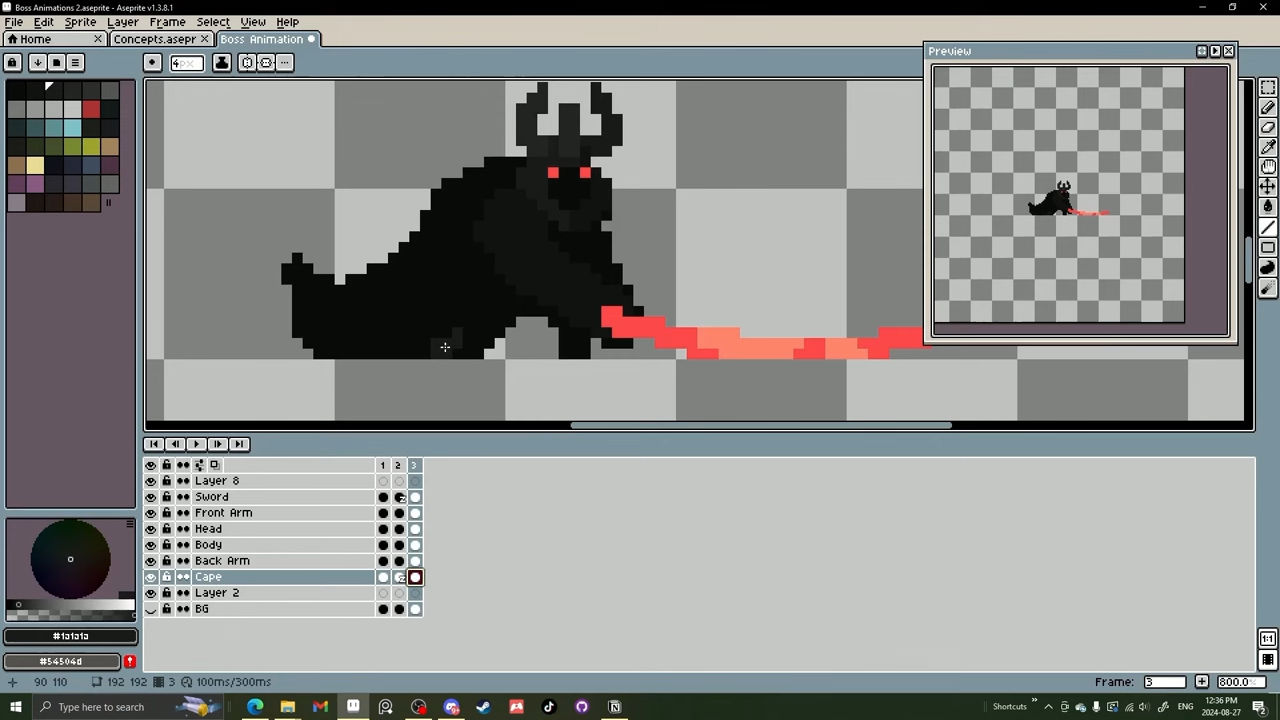 Boss Animations 2.aseprite - Aseprite v1.3.8.1
File Edit Sprite Layer Frame Select View Help
Home Concepts.asepr Boss Animation
4px
Preview
1 2 3
Layer 8
Sword
Front Arm
Head
Body
Back Arm
Cape
Layer 2
BG
#1a1a1a
#54504d
90 110 192 192 3 100ms/300ms
Frame: 3 800.0
1:1
Type here to search
Shortcuts
12:36 PM
2024-08-27